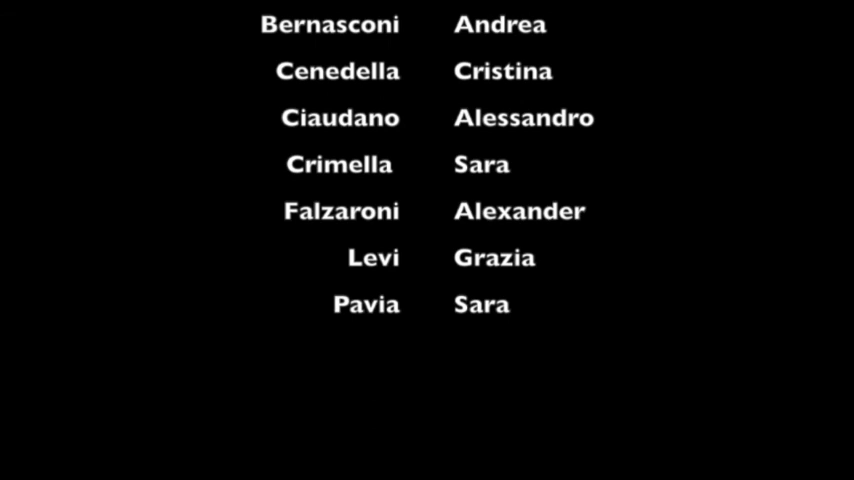 Bernasconi Andrea
Cenedella Cristina
Ciaudano Alessandro
Crimella Sara
Falzaroni Alexander
Levi Grazia
Pavia Sara